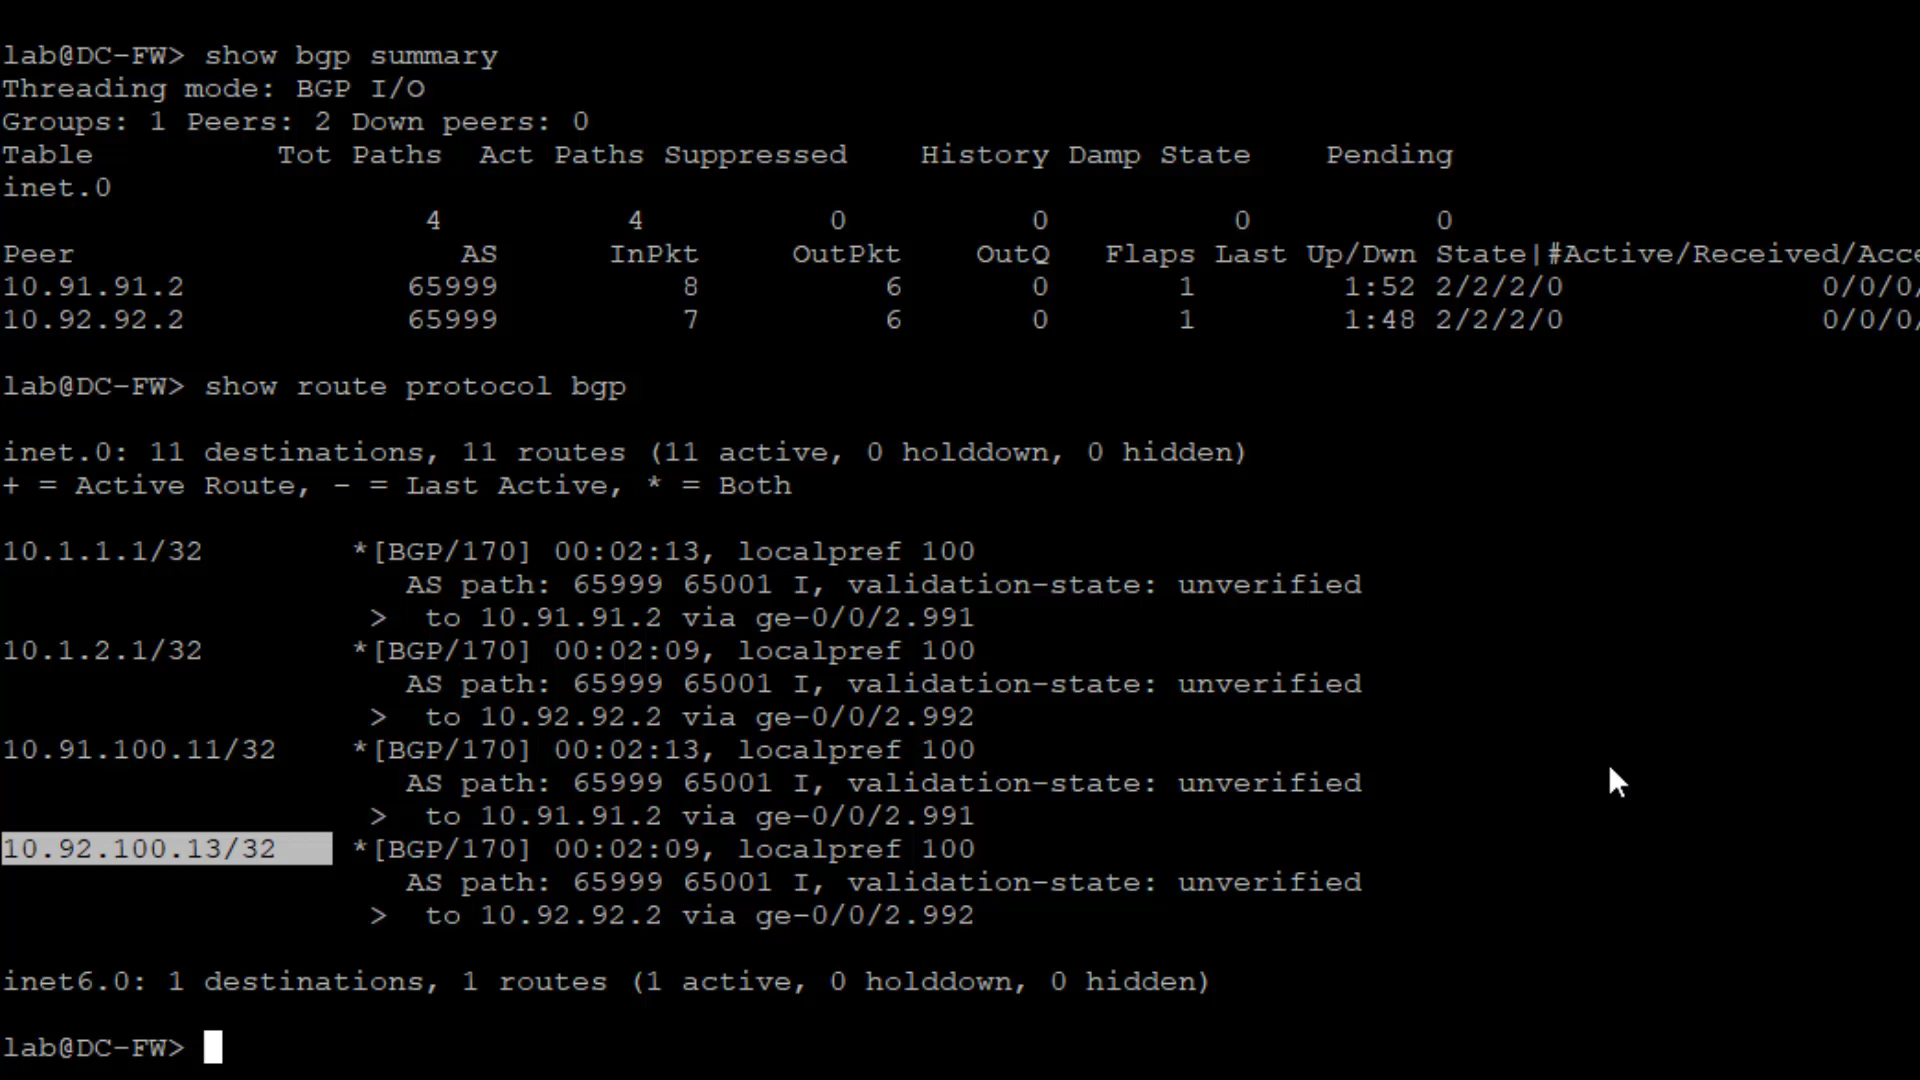 lab@DC-FW> show bgp summary
Threading mode: BGP I/O
Groups: 1 Peers: 2 Down peers: 0
Table          Tot Paths  Act Paths Suppressed    History Damp State    Pending
inet.0
                       4          4          0          0          0          0
Peer                     AS      InPkt     OutPkt    OutQ   Flaps Last Up/Dwn State|#Active/Received/Acce
10.91.91.2            65999          8          6       0       1        1:52 2/2/2/0              0/0/0/
10.92.92.2            65999          7          6       0       1        1:48 2/2/2/0              0/0/0/
lab@DC-FW> show route protocol bgp
inet.0: 11 destinations, 11 routes (11 active, 0 holddown, 0 hidden)
+ = Active Route, - = Last Active, * = Both
10.1.1.1/32        *[BGP/170] 00:02:13, localpref 100
                      AS path: 65999 65001 I, validation-state: unverified
                    >  to 10.91.91.2 via ge-0/0/2.991
10.1.2.1/32        *[BGP/170] 00:02:09, localpref 100
                      AS path: 65999 65001 I, validation-state: unverified
                    >  to 10.92.92.2 via ge-0/0/2.992
10.91.100.11/32    *[BGP/170] 00:02:13, localpref 100
                      AS path: 65999 65001 I, validation-state: unverified
                    >  to 10.91.91.2 via ge-0/0/2.991
10.92.100.13/32    *[BGP/170] 00:02:09, localpref 100
                      AS path: 65999 65001 I, validation-state: unverified
                    >  to 10.92.92.2 via ge-0/0/2.992
inet6.0: 1 destinations, 1 routes (1 active, 0 holddown, 0 hidden)
lab@DC-FW>